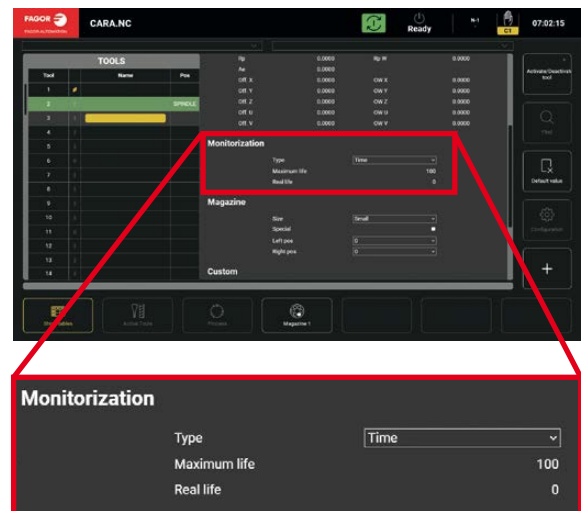 FAGOR CARA.NC Ready N-1 C1 07:02:15
FAGOR AUTOMATION
TOOLS
Tool Name Pos
1
2 SPINDLE
3
4
5
6
7
8
9
10
11
12
13
14
Rp 0.0000 Rp W 0.0000
Aα 0.0000
Off. X 0.0000 OW X 0.0000
Off. Y 0.0000 OW Y 0.0000
Off. Z 0.0000 OW Z 0.0000
Off. U 0.0000 OW U 0.0000
Off. V 0.0000 OW V 0.0000
Monitorization
Type Time
Maximum life 100
Real life 0
Magazine
Size Small
Special
Left pos 0
Right pos 0
Custom
Activate/Deactivate
tool
Find
Default value
Configuration
+
Active Tools Process Magazine 1
Monitorization
Type Time
Maximum life 100
Real life 0